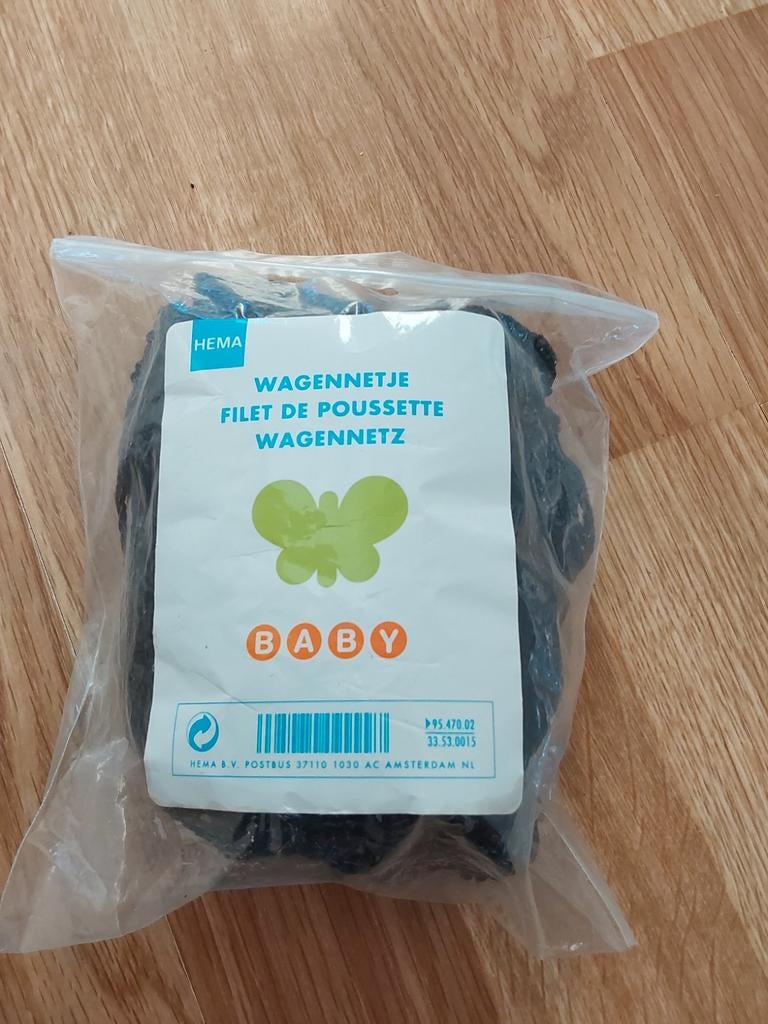 HEMA
WAGENNETJE
FILET DE POUSSETTE
WAGENNETZ
BABY
95.470.02
33.53.0015
HEMA B.V. POSTBUS 37110 1030 AC AMSTERDAM NL